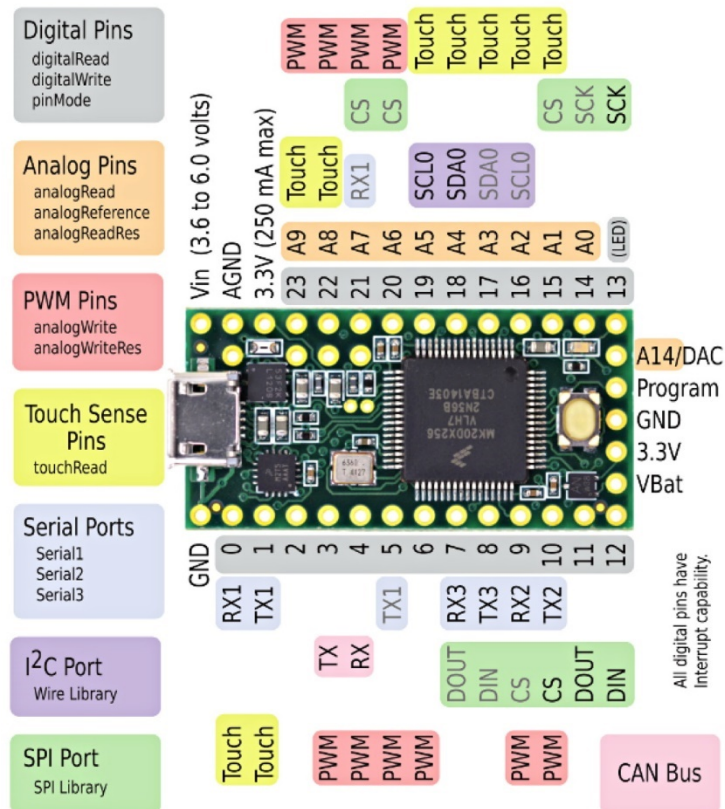 Digital Pins
digitalRead
digitalWrite
pinMode
Analog Pins
analogRead
analogReference
analogReadRes
PWM Pins
analogWrite
analogWriteRes
Touch Sense
Pins
touchRead
Serial Ports
Serial1
Serial2
Serial3
I2C Port
Wire Library
SPI Port
SPI Library
PWM PWM PWM PWM Touch Touch Touch Touch Touch
CS CS CS SCK SCK
Touch Touch RX1 SCL0 SDA0 SDA0 SCL0
Vin (3.6 to 6.0 volts)
AGND
3.3V (250 mA max)
A9 A8 A7 A6 A5 A4 A3 A2 A1 A0 (LED)
23 22 21 20 19 18 17 16 15 14 13
A14/DAC
Program
GND
3.3V
VBat
MK20DX256
VLH7
2N56B
CTBA1403E
GND 0 1 2 3 4 5 6 7 8 9 10 11 12
RX1 TX1 TX1 RX3 TX3 RX2 TX2
TX RX DOUT DIN CS CS DOUT DIN
Touch Touch PWM PWM PWM PWM PWM PWM
All digital pins have
Interrupt capability.
CAN Bus